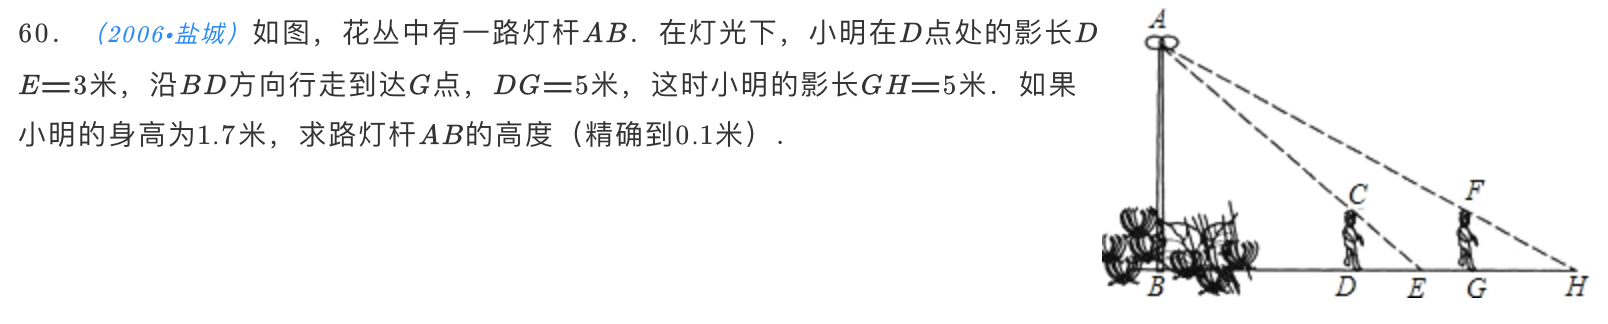 60. （2006•盐城）如图，花丛中有一路灯杆AB．在灯光下，小明在D点处的影长D
E=3米，沿BD方向行走到达G点，DG=5米，这时小明的影长GH=5米．如果
小明的身高为1.7米，求路灯杆AB的高度（精确到0.1米）．
A
C
F
B
D
E
G
H